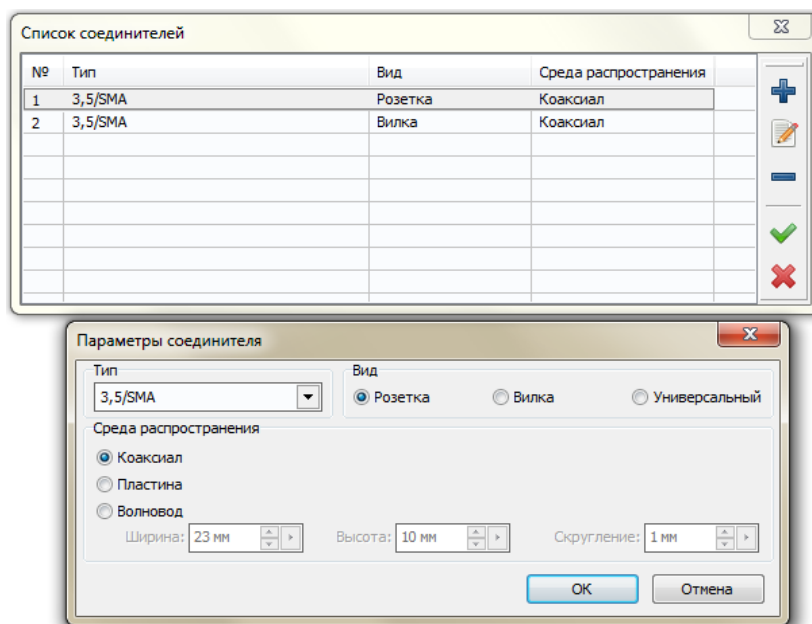 Список соединителей
№ Тип Вид Среда распространения
1 3,5/SMA Розетка Коаксиал
2 3,5/SMA Вилка Коаксиал
Параметры соединителя
Тип Вид
3,5/SMA Розетка Вилка Универсальный
Среда распространения
Коаксиал
Пластина
Волновод
Ширина: 23 мм Высота: 10 мм Скругление: 1 мм
OK Отмена